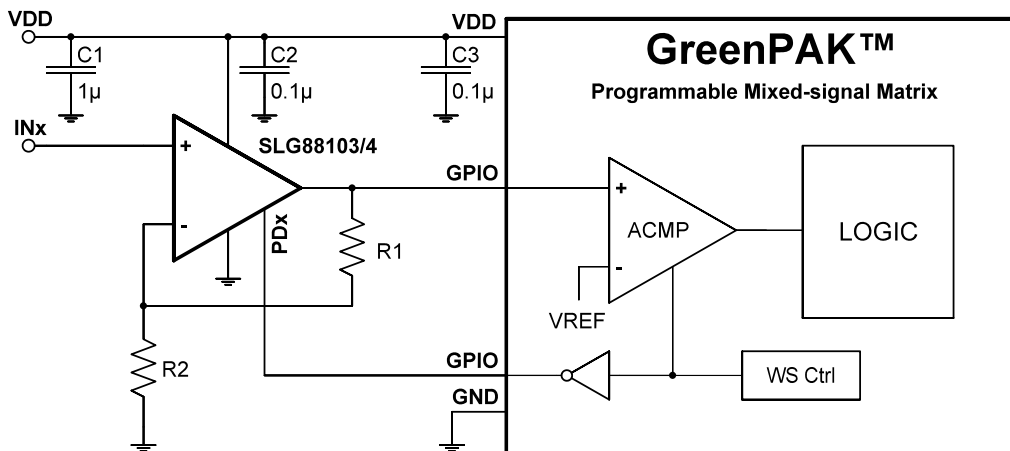 VDD
VDD
GreenPAK™
Programmable Mixed-signal Matrix
C1
1µ
C2
0.1µ
C3
0.1µ
INx
SLG88103/4
+
-
PDx
GPIO
R1
R2
+
-
ACMP
VREF
LOGIC
GPIO
WS Ctrl
GND